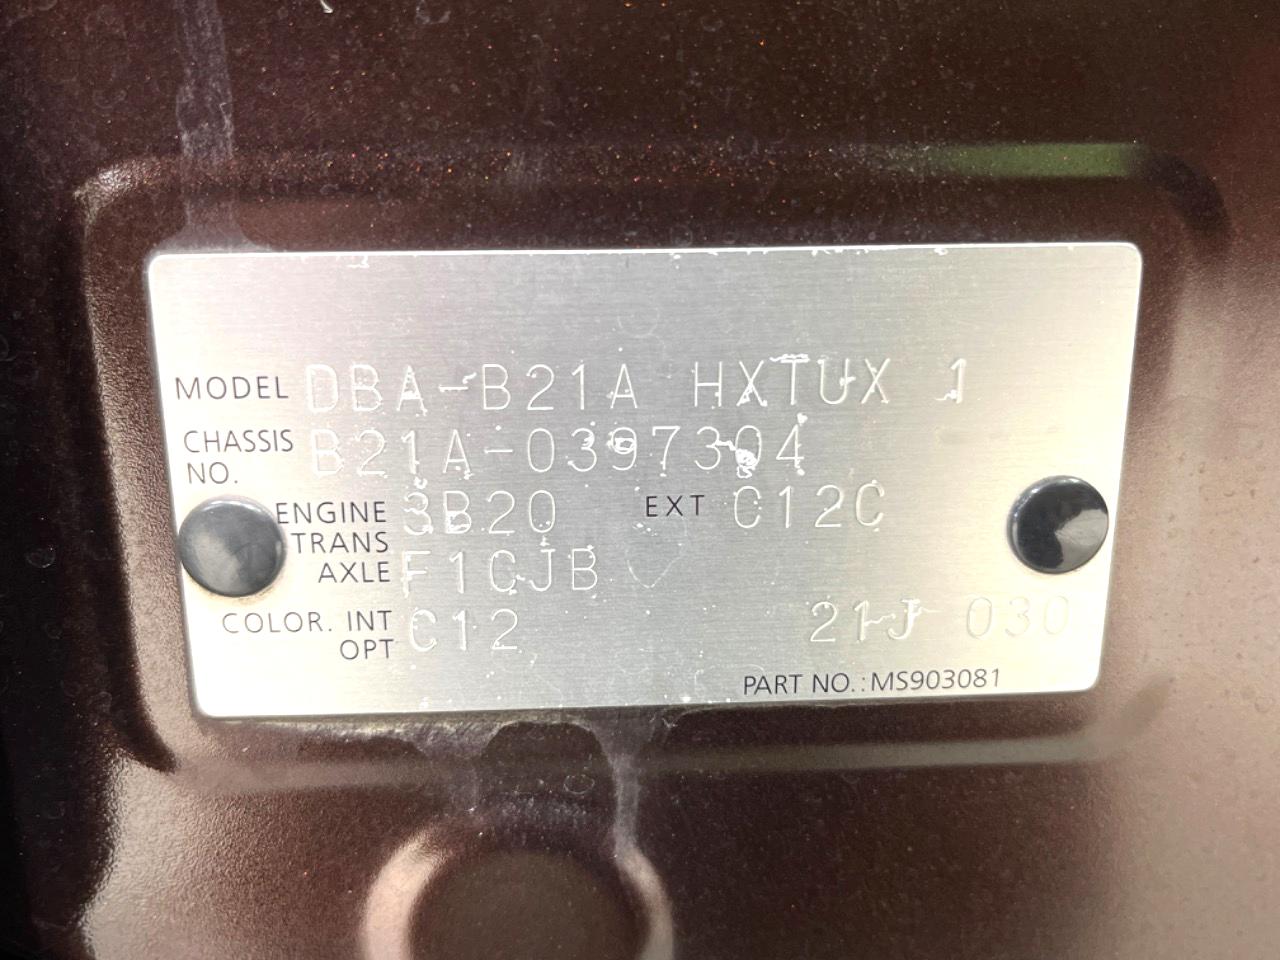 MODEL DBA-B21A HXTUX 1
CHASSIS NO. B21A-0397304
ENGINE 3B20 EXT C12C
TRANS AXLE F1CJB
COLOR. INT OPT C12 21J 030
PART NO.: MS903081